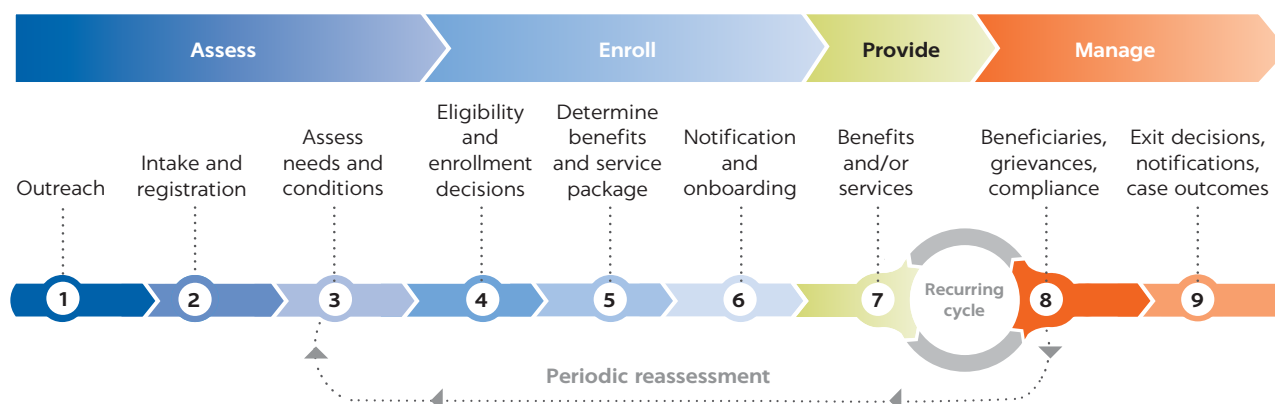 Assess
Enroll
Provide
Manage
Outreach
Intake and
registration
Assess
needs and
conditions
Eligibility
and
enrollment
decisions
Determine
benefits
and service
package
Notification
and
onboarding
Benefits
and/or
services
Beneficiaries,
grievances,
compliance
Exit decisions,
notifications,
case outcomes
1
2
3
4
5
6
7
Recurring
cycle
8
9
Periodic reassessment